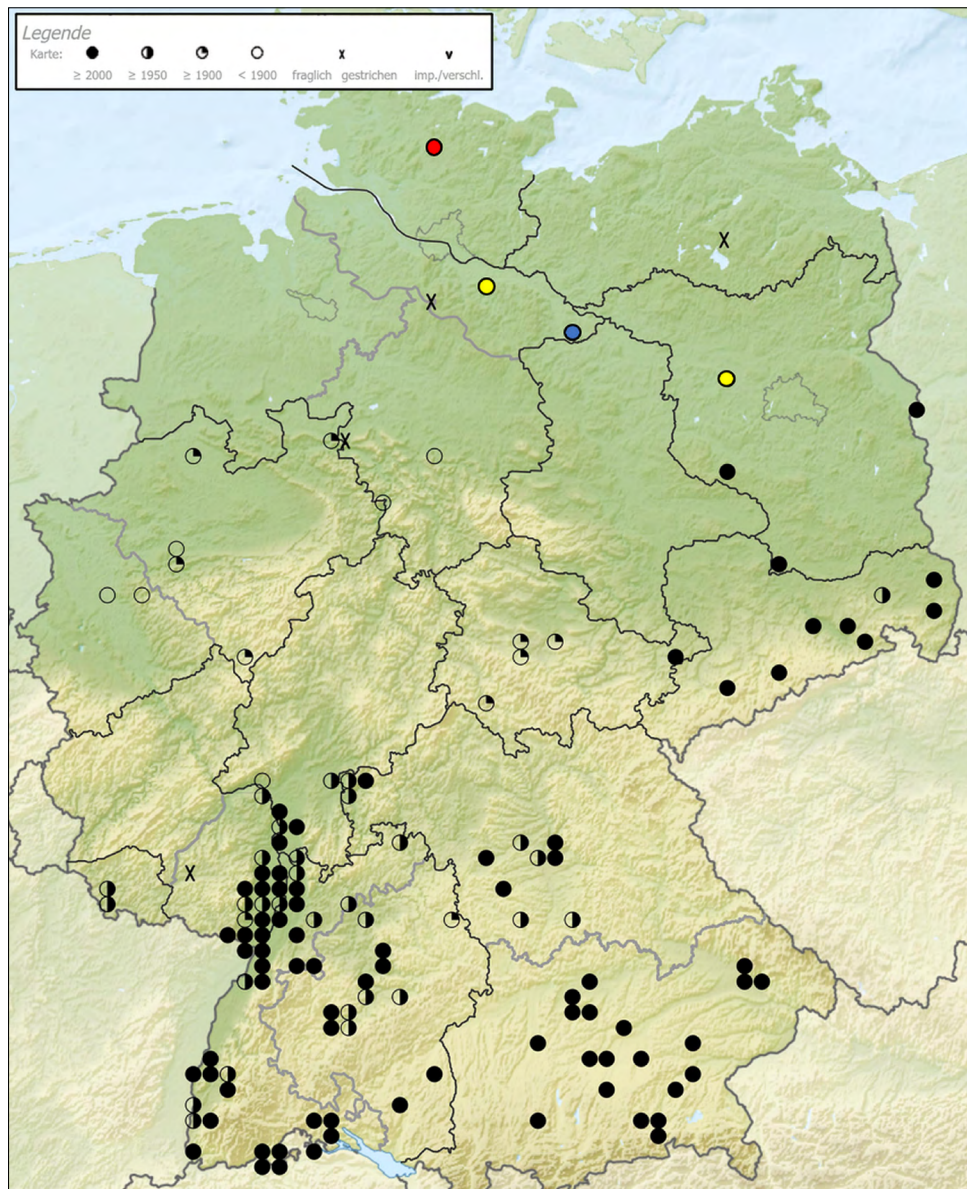 Legende
Karte:
≥ 2000 ≥ 1950 ≥ 1900 < 1900 fraglich gestrichen imp./verschl.